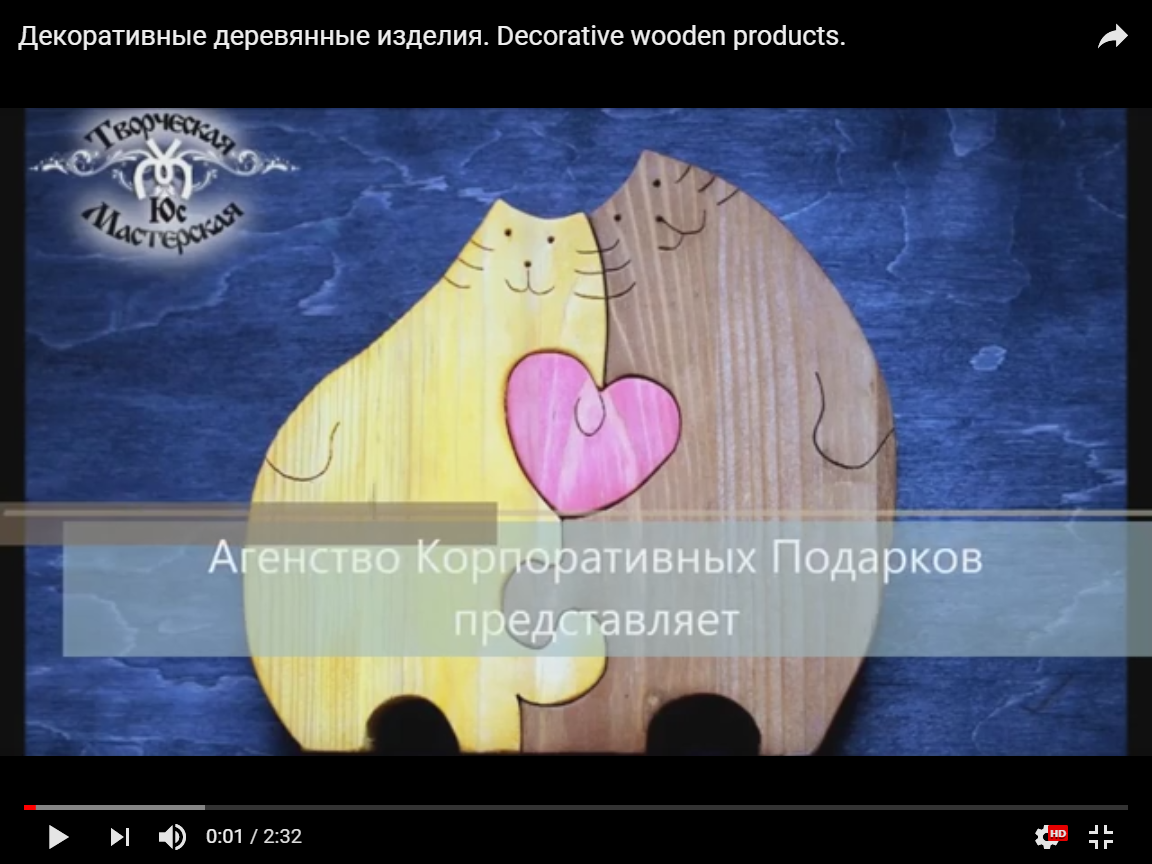 Декоративные деревянные изделия. Decorative wooden products.
Творческая
Юс
Мастерская
Агенство Корпоративных Подарков
представляет
0:01 / 2:32
HD